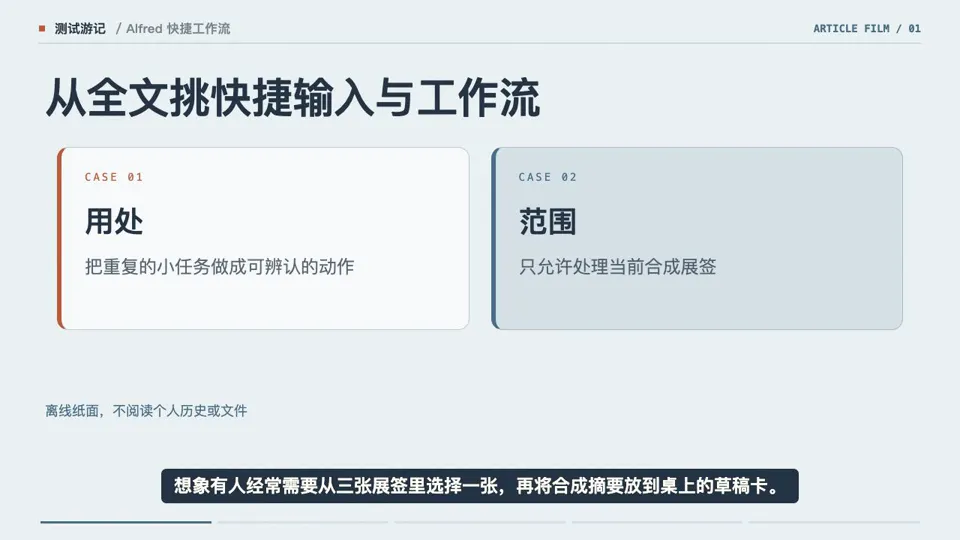 测试游记 / Alfred 快捷工作流
ARTICLE FILM / 01
从全文挑快捷输入与工作流
CASE 01
用处
把重复的小任务做成可辨认的动作
CASE 02
范围
只允许处理当前合成展签
离线纸面，不阅读个人历史或文件
想象有人经常需要从三张展签里选择一张，再将合成摘要放到桌上的草稿卡。